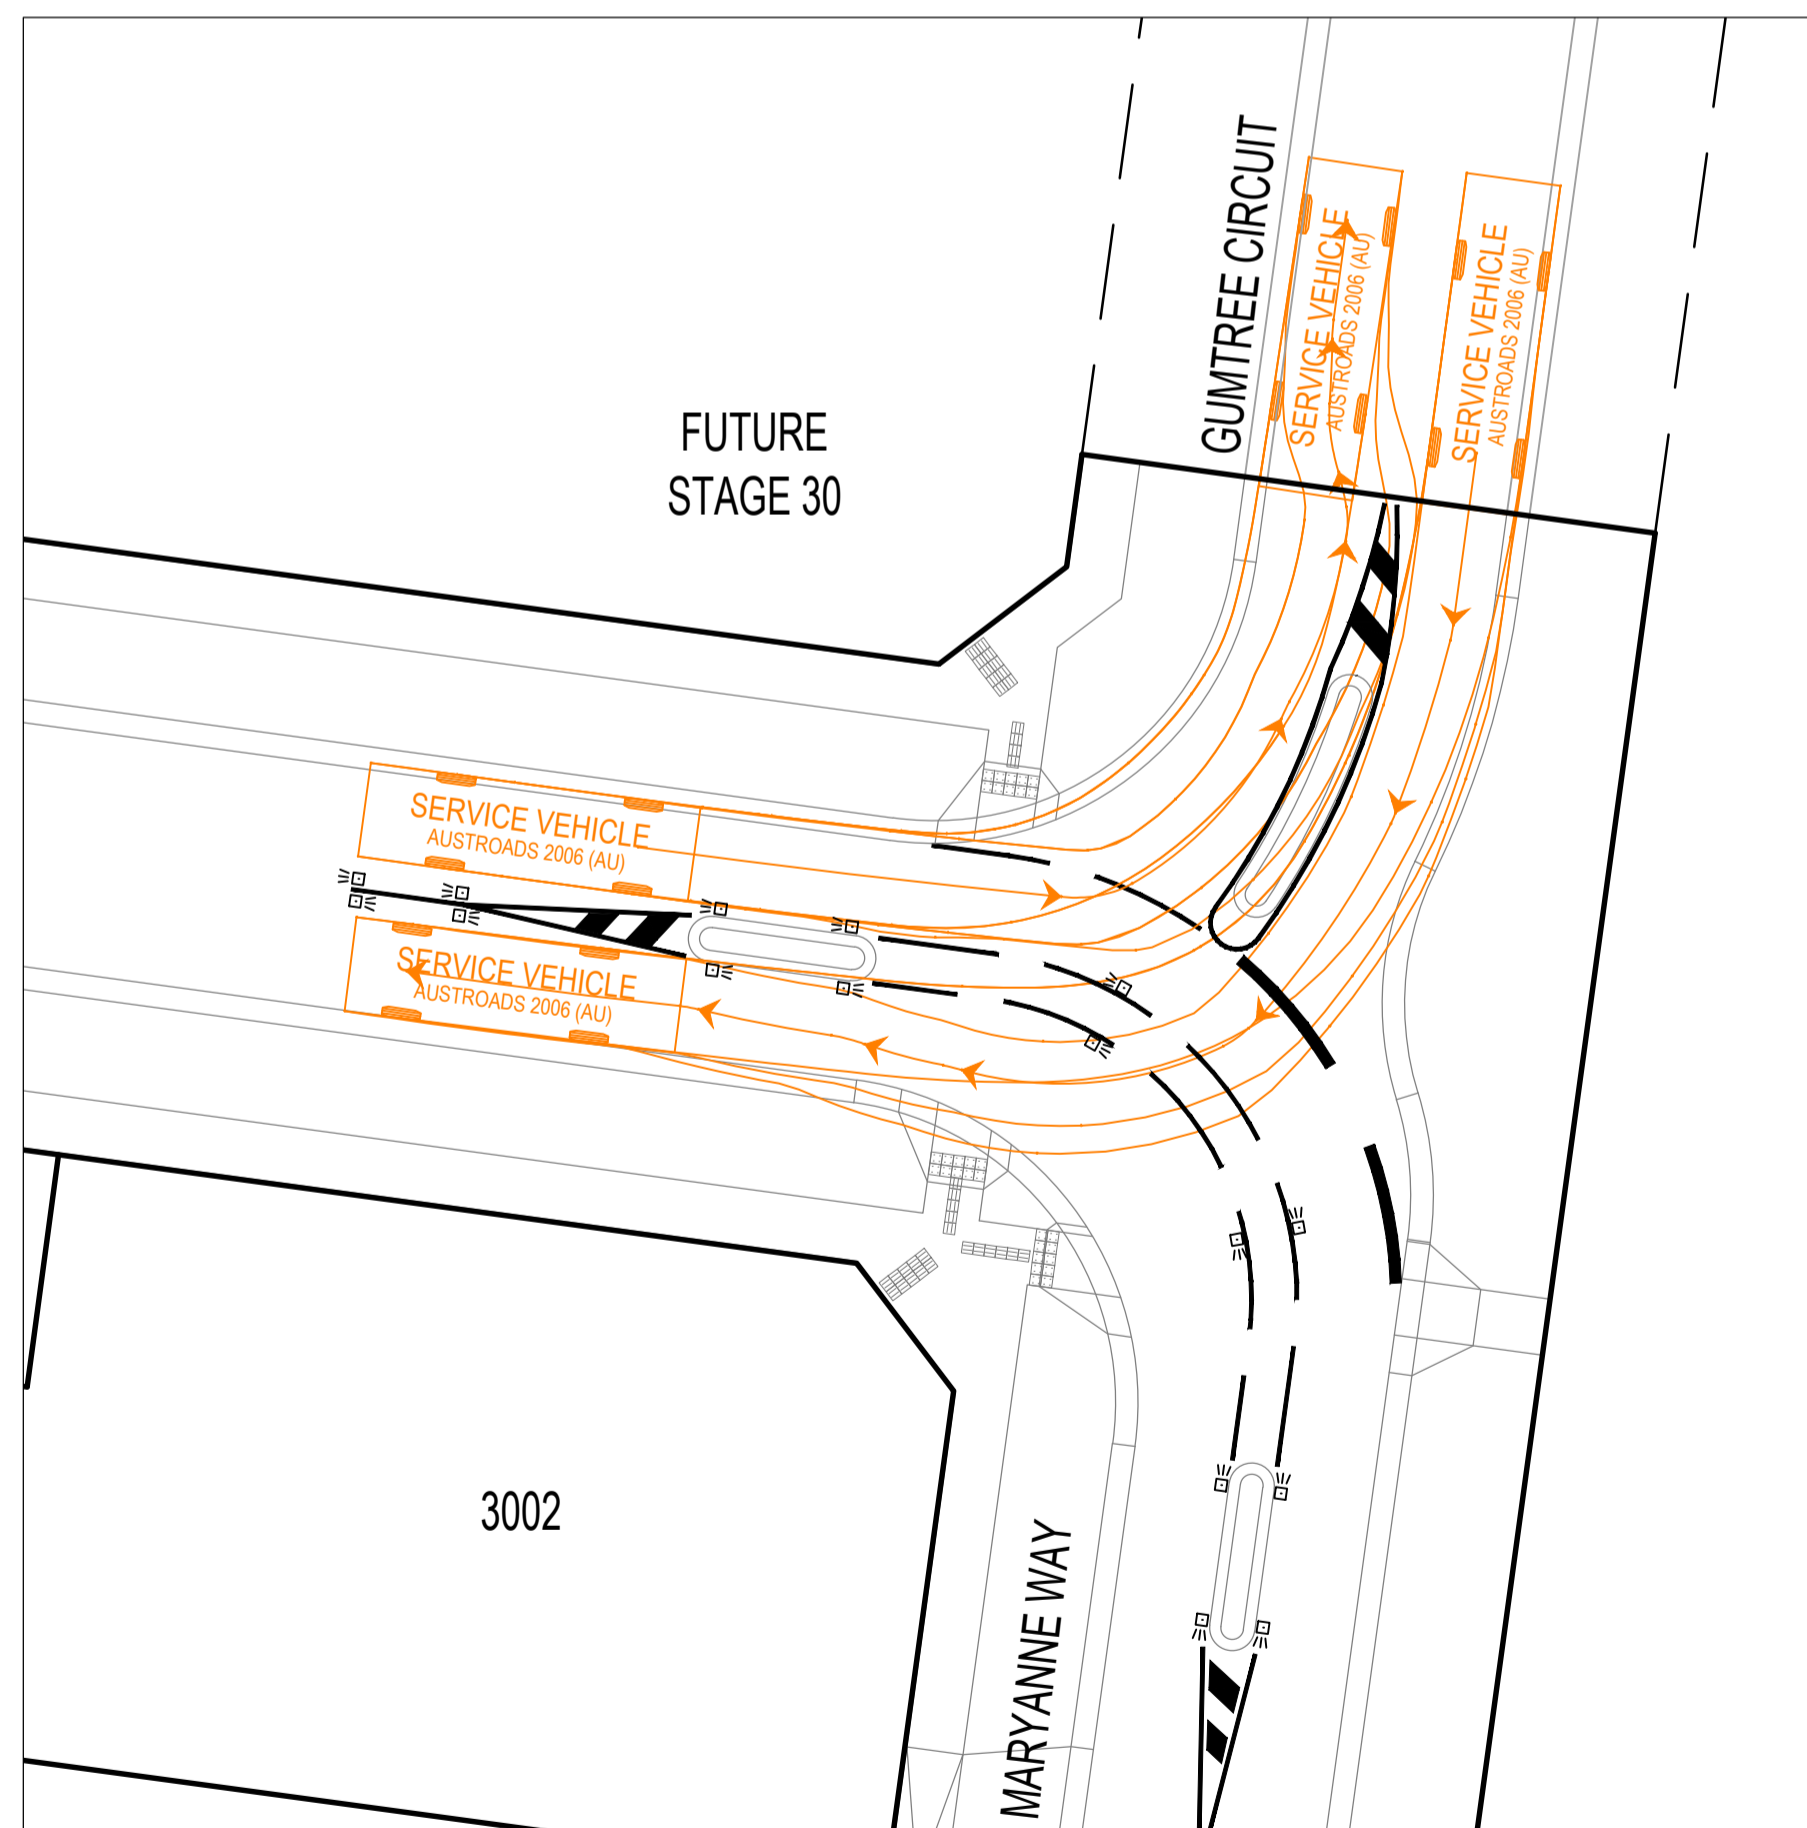 GUMTREE CIRCUIT
SERVICE VEHICLE
AUSTROADS 2006 (AU)
SERVICE VEHICLE
AUSTROADS 2006 (AU)
FUTURE
STAGE 30
SERVICE VEHICLE
AUSTROADS 2006 (AU)
SERVICE VEHICLE
AUSTROADS 2006 (AU)
3002
MARYANNE WAY